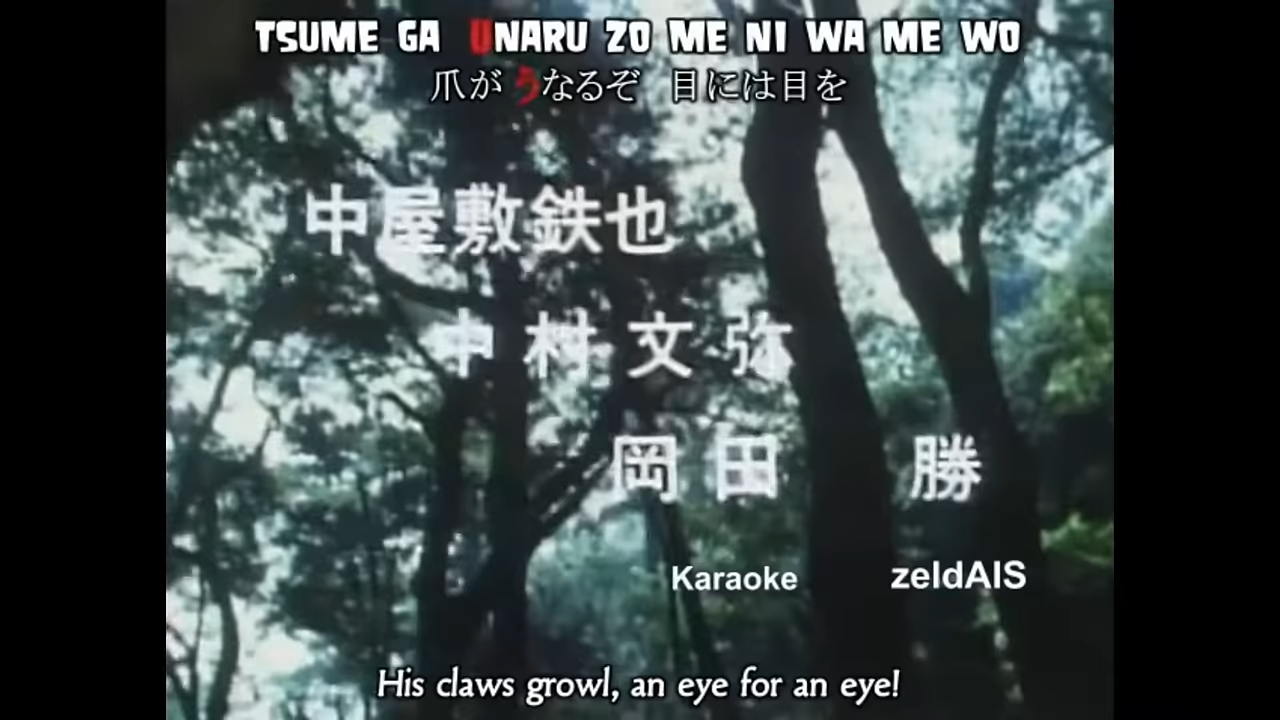 TSUME GA UNARU ZO ME NI WA ME WO
爪が うなるぞ 目には目を
中屋敷鉄也
中村文弥
岡田 勝
Karaoke zeldAIS
His claws growl, an eye for an eye!